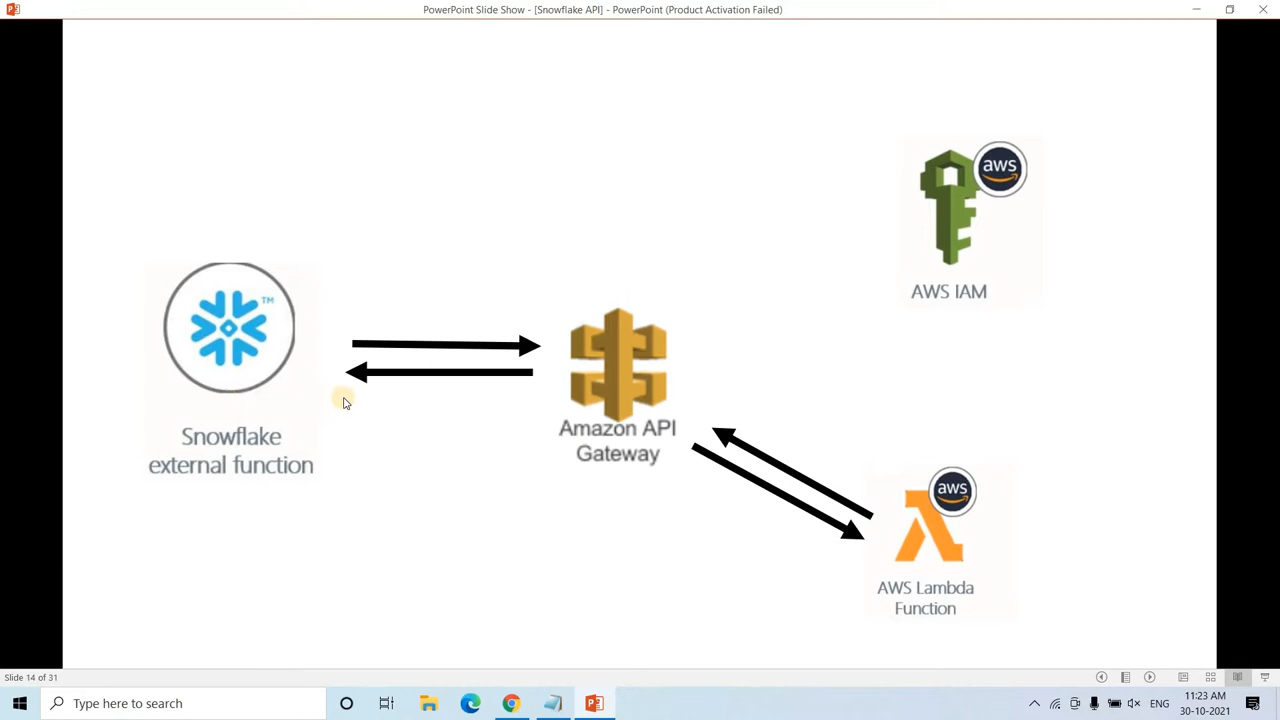 PowerPoint Slide Show - [Snowflake API] - PowerPoint (Product Activation Failed)
aws
AWS IAM
TM
Snowflake
external function
Amazon API
Gateway
aws
AWS Lambda
Function
Slide 14 of 31
Type here to search
ENG
11:23 AM
30-10-2021